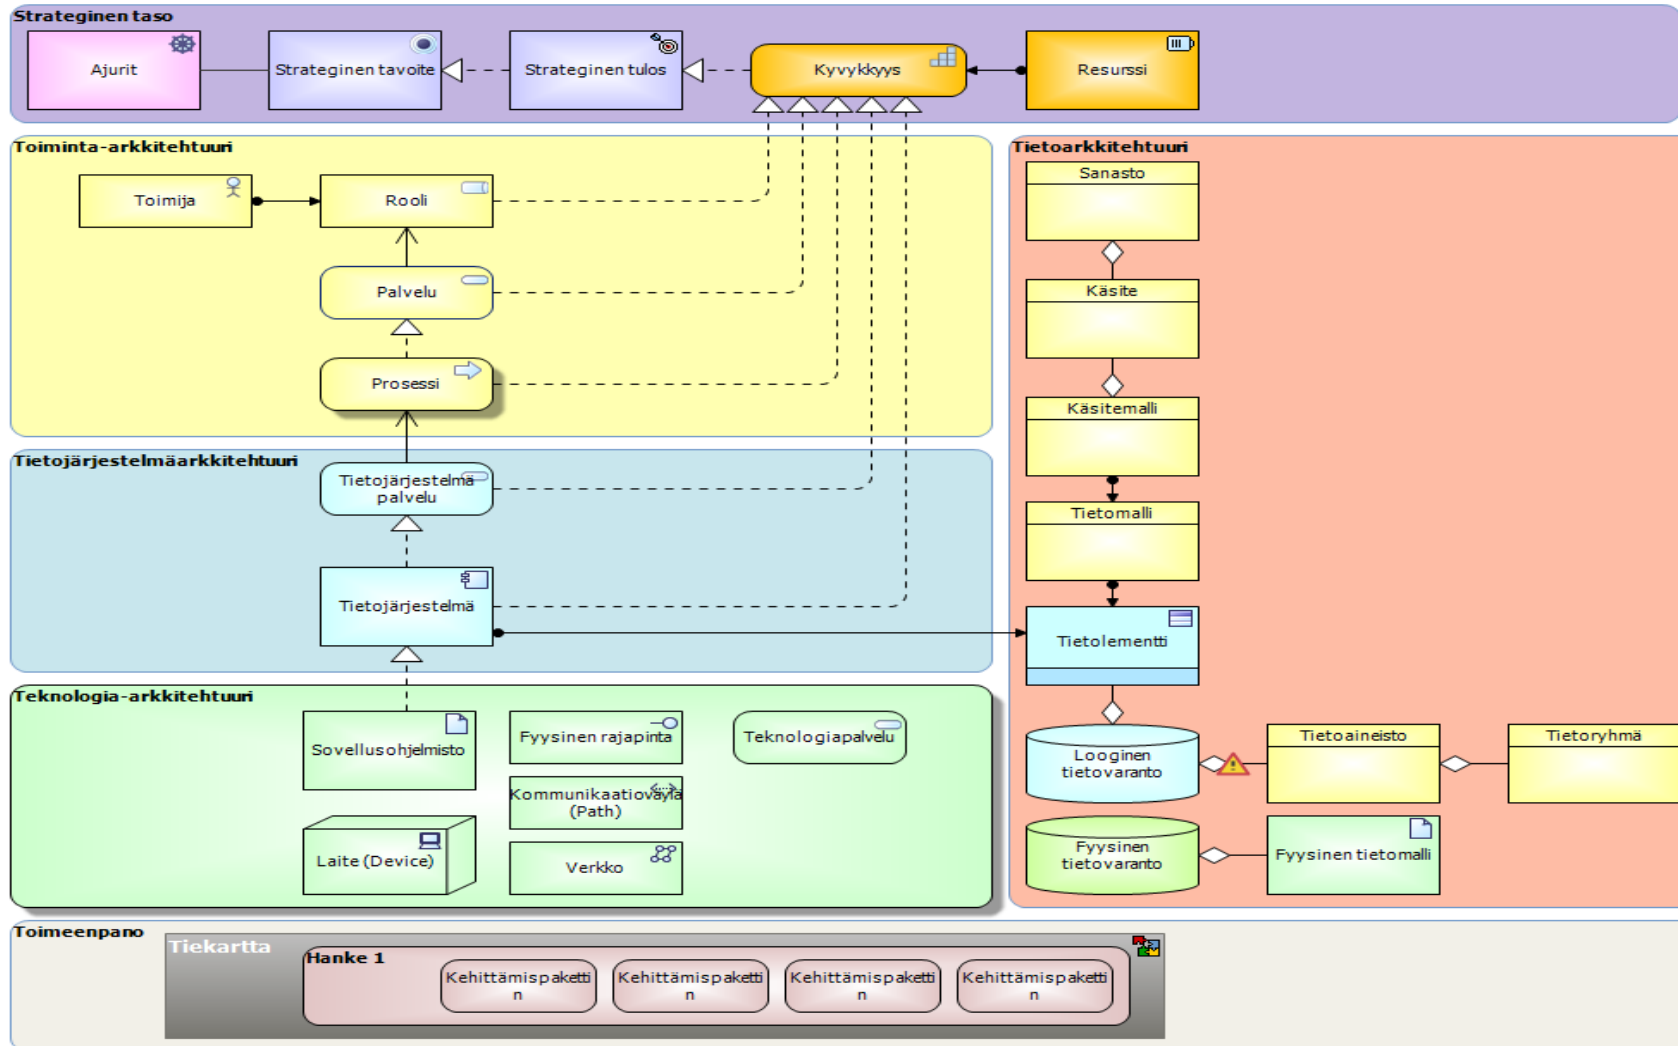 Strateginen taso
Ajurit
Strateginen tavoite
Strateginen tulos
Kyvykkyys
Resurssi
Toiminta-arkkitehtuuri
Toimija
Rooli
Palvelu
Prosessi
Tietojärjestelmäarkkitehtuuri
Tietojärjestelmä
palvelu
Tietojärjestelmä
Teknologia-arkkitehtuuri
Sovellusohjelmisto
Fyysinen rajapinta
Teknologiapalvelu
Kommunikaatioväylä
(Path)
Laite (Device)
Verkko
Tietoarkkitehtuuri
Sanasto
Käsite
Käsitemalli
Tietomalli
Tietolementti
Looginen
tietovaranto
Tietoaineisto
Tietoryhmä
Fyysinen
tietovaranto
Fyysinen tietomalli
Toimeenpano
Tiekartta
Hanke 1
Kehittämispaketti
n
Kehittämispaketti
n
Kehittämispaketti
n
Kehittämispaketti
n